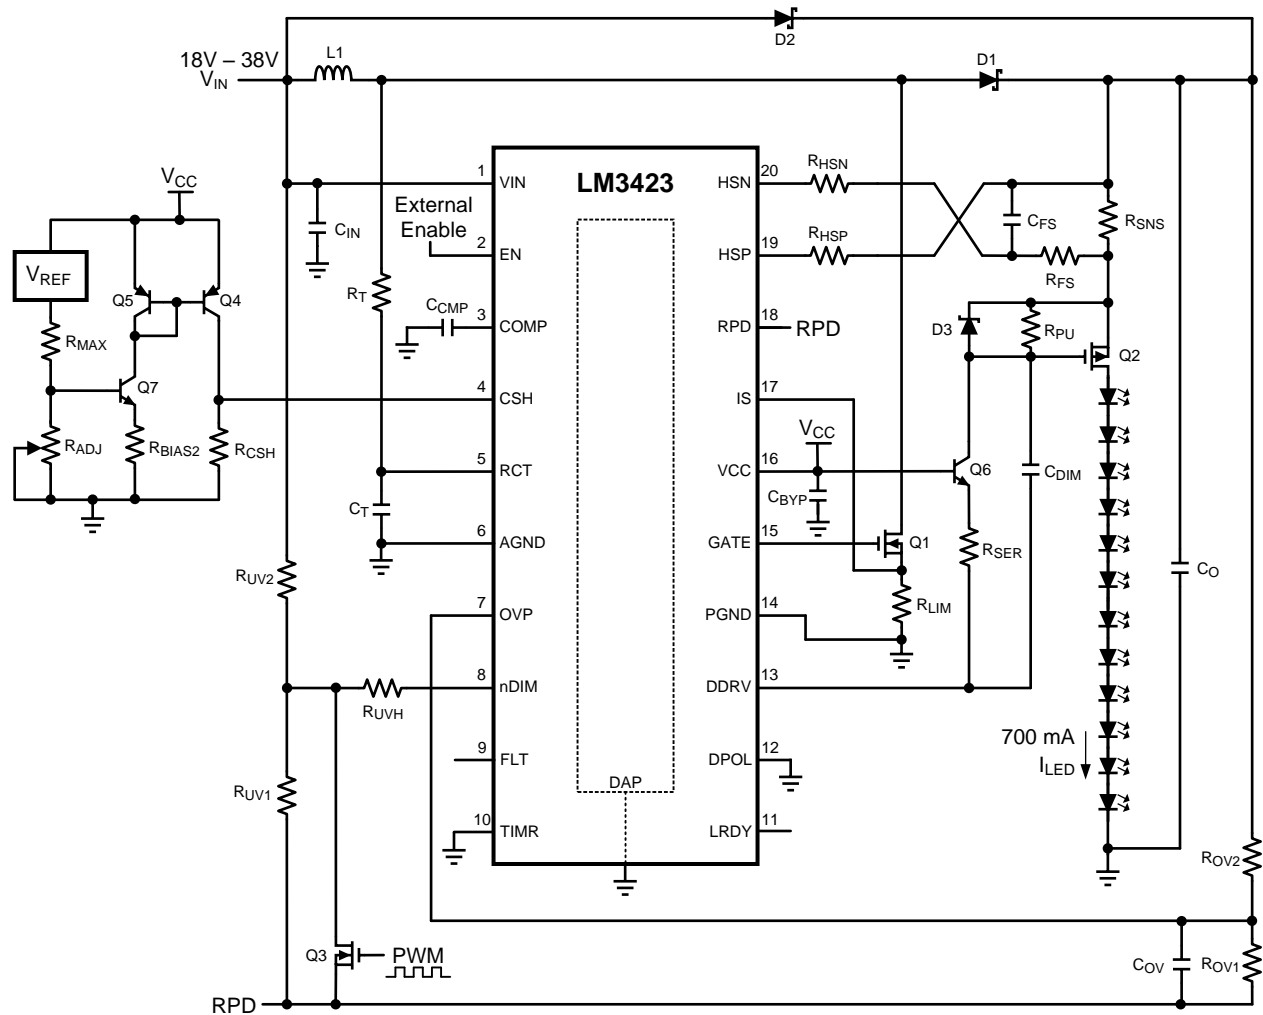 D2
18V – 38V
VIN
L1
D1
LM3423
1 VIN
2 EN
3 COMP
4 CSH
5 RCT
6 AGND
7 OVP
8 nDIM
9 FLT
10 TIMR
20 HSN
19 HSP
18 RPD
17 IS
16 VCC
15 GATE
14 PGND
13 DDRV
12 DPOL
11 LRDY
DAP
VCC
VREF
Q5
Q4
RMAX
Q7
RADJ
RBIAS2
RCSH
CIN
External
Enable
RT
CCMP
CT
RUV2
RUVH
RUV1
Q3
PWM
RPD
RHSN
RHSP
CFS
RSNS
RFS
RPD
D3
RPU
Q2
VCC
Q6
CDIM
CBYP
Q1
RSER
RLIM
CO
700 mA
ILED
ROV2
COV
ROV1